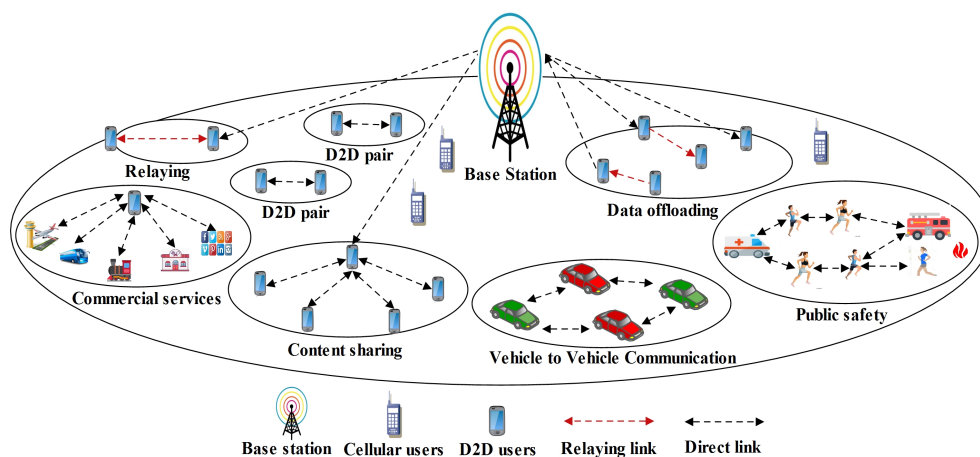 Base Station
D2D pair
Relaying
D2D pair
Data offloading
Commercial services
Content sharing
Vehicle to Vehicle Communication
Public safety
Base station
Cellular users
D2D users
Relaying link
Direct link